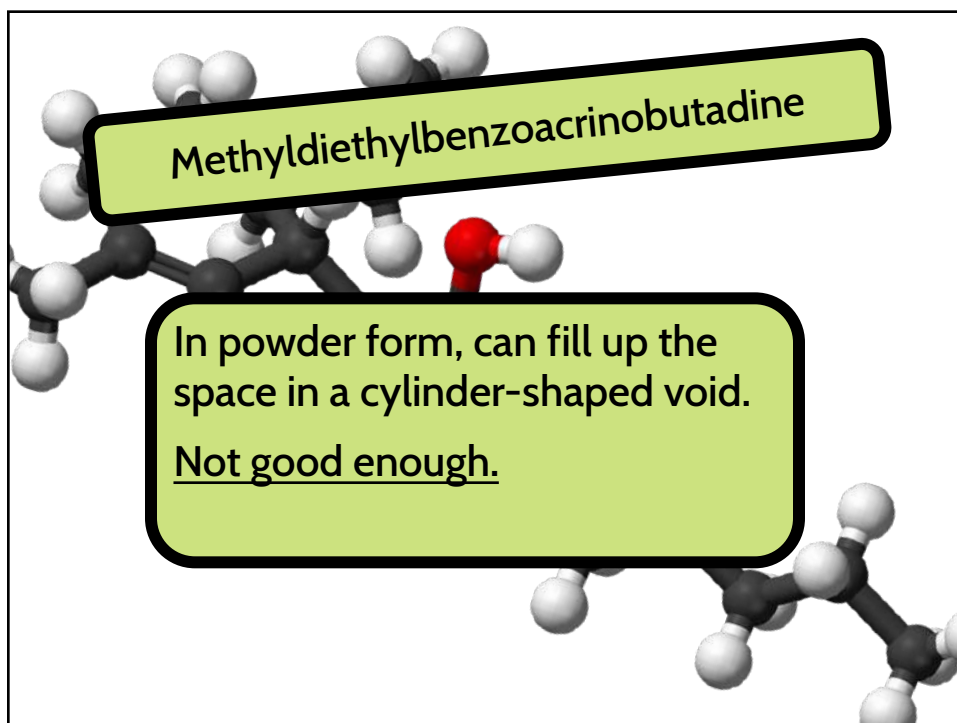 Methyldiethylbenzoacrinobutadine
In powder form, can fill up the
space in a cylinder-shaped void.
Not good enough.